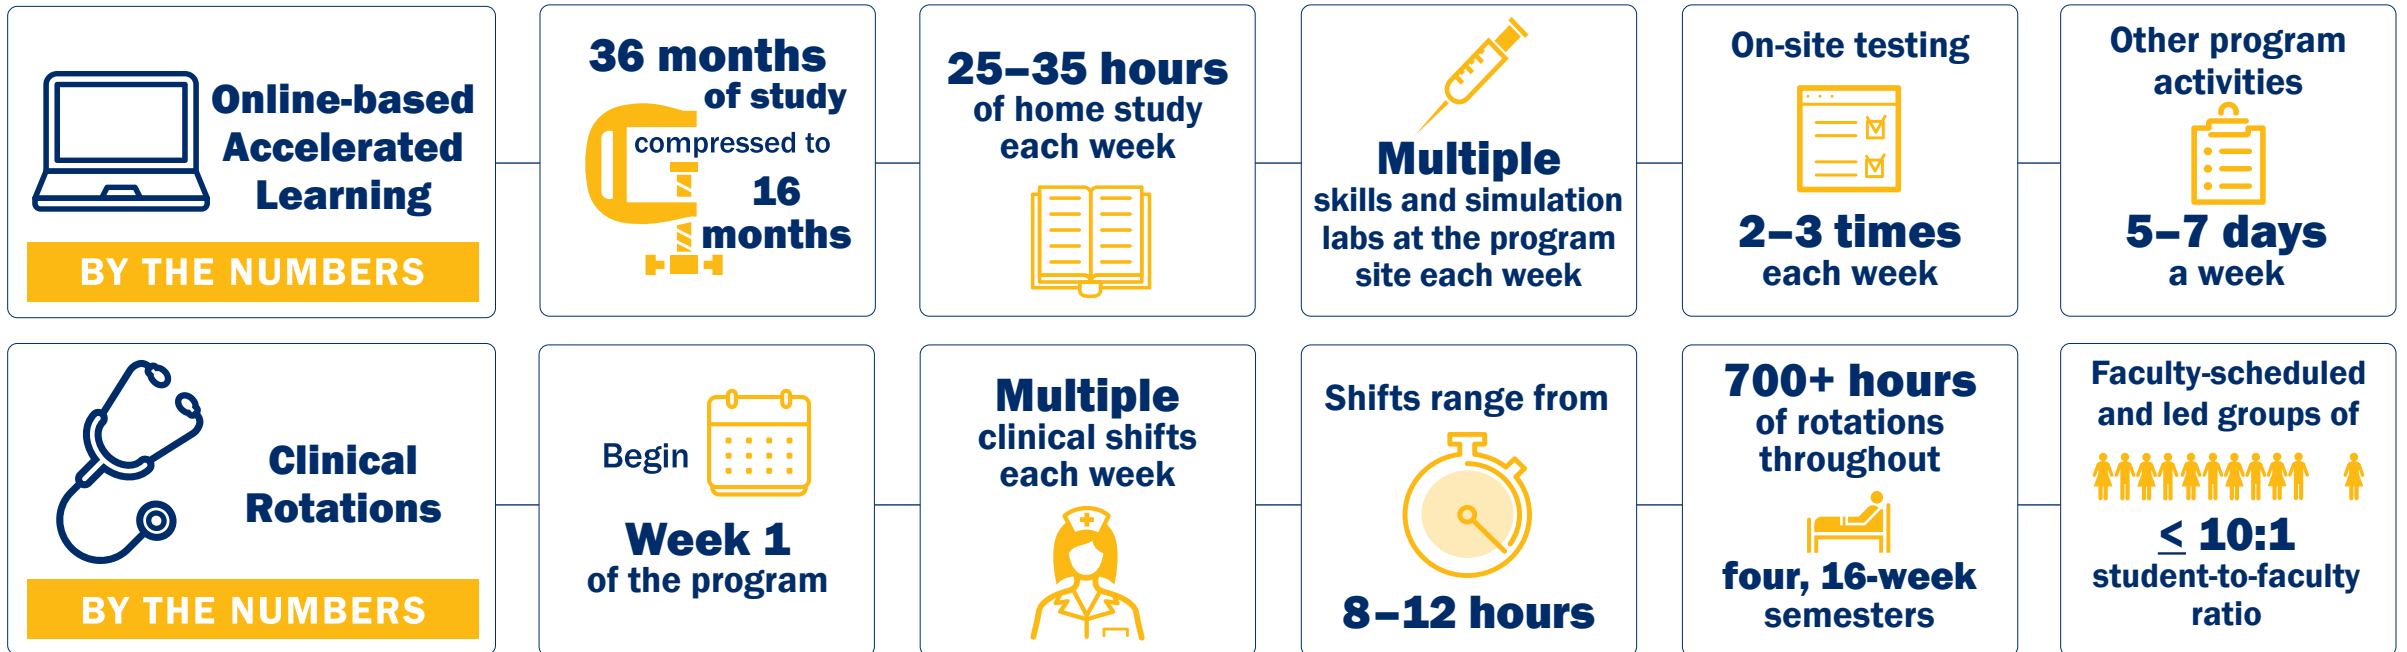 Online-based
Accelerated
Learning
BY THE NUMBERS
36 months
of study
compressed to
16
months
25–35 hours
of home study
each week
Multiple
skills and simulation
labs at the program
site each week
On-site testing
2–3 times
each week
Other program
activities
5–7 days
a week
Clinical
Rotations
BY THE NUMBERS
Begin
Week 1
of the program
Multiple
clinical shifts
each week
Shifts range from
8–12 hours
700+ hours
of rotations
throughout
four, 16-week
semesters
Faculty-scheduled
and led groups of
≤ 10:1
student-to-faculty
ratio